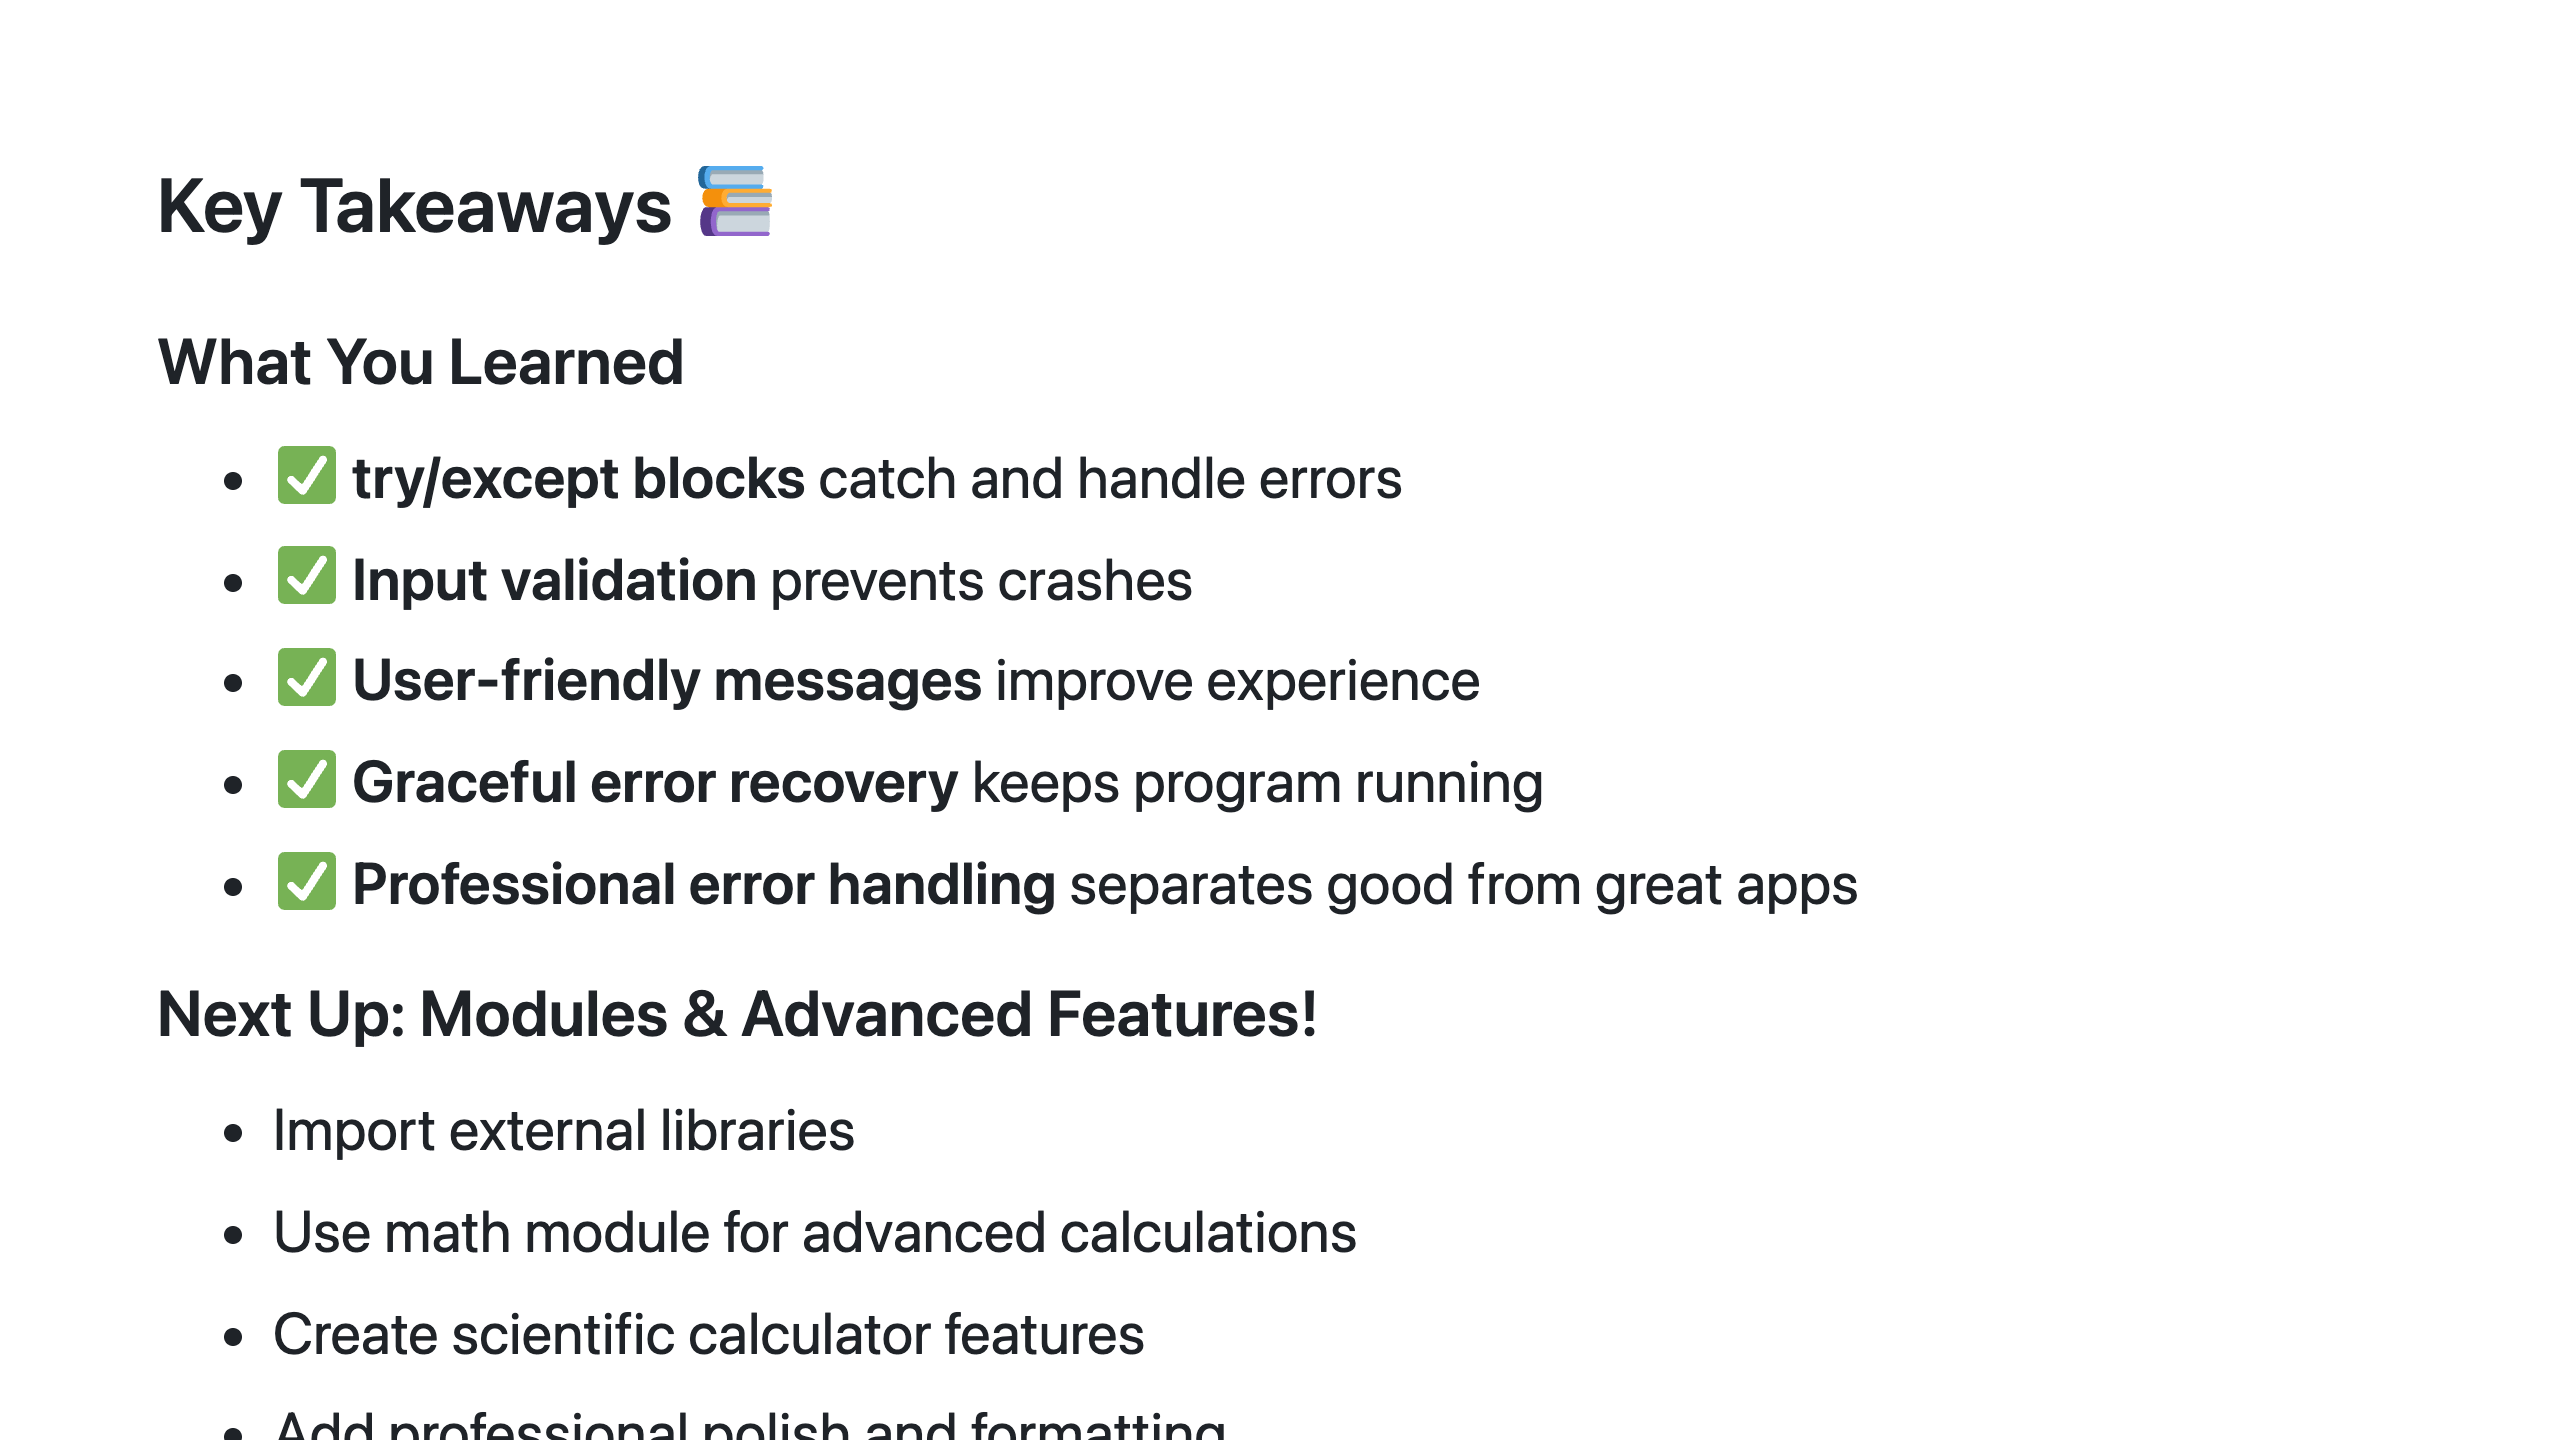 Key Takeaways 📚
What You Learned
• ✅ try/except blocks catch and handle errors
• ✅ Input validation prevents crashes
• ✅ User-friendly messages improve experience
• ✅ Graceful error recovery keeps program running
• ✅ Professional error handling separates good from great apps
Next Up: Modules & Advanced Features!
• Import external libraries
• Use math module for advanced calculations
• Create scientific calculator features
• Add professional polish and formatting